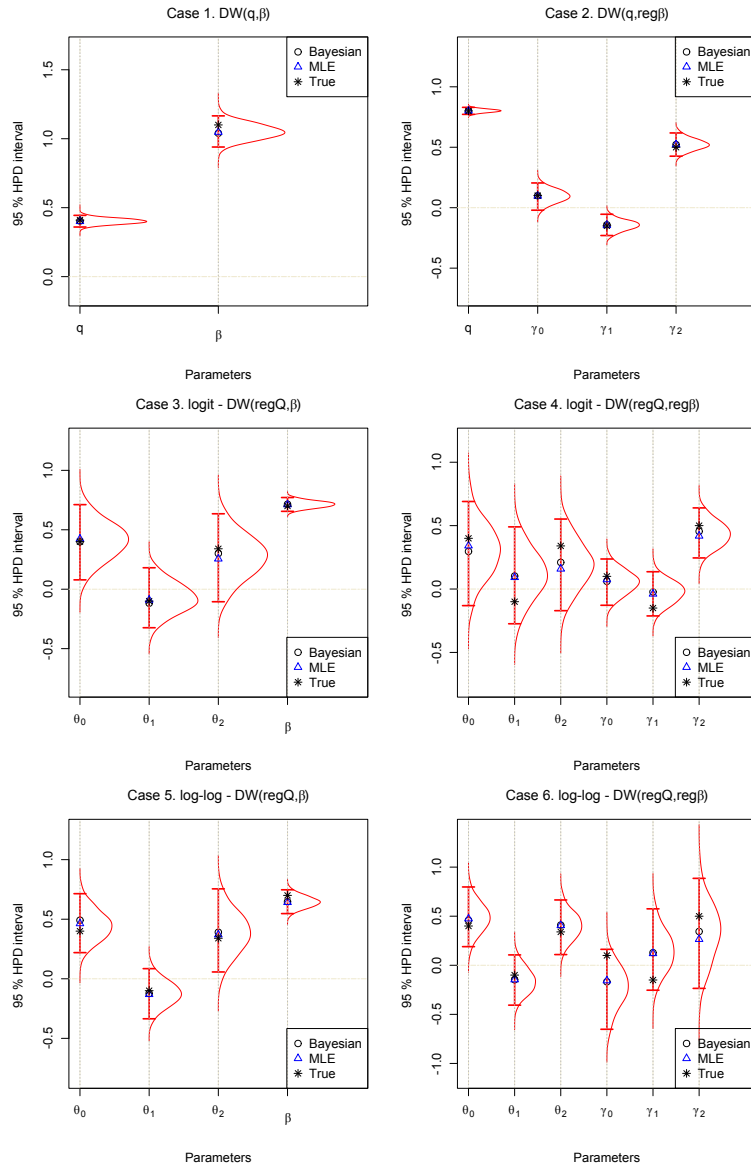 Case 1. DW(q,β)
95 % HPD interval
1.5
1.0
0.5
0.0
Bayesian
MLE
True
q
β
Parameters
Case 2. DW(q,regβ)
95 % HPD interval
1.0
0.5
0.0
-0.5
Bayesian
MLE
True
q
γ0
γ1
γ2
Parameters
Case 3. logit - DW(regQ,β)
95 % HPD interval
1.0
0.5
0.0
-0.5
Bayesian
MLE
True
θ0
θ1
θ2
β
Parameters
Case 4. logit - DW(regQ,regβ)
95 % HPD interval
1.0
0.5
0.0
-0.5
Bayesian
MLE
True
θ0
θ1
θ2
γ0
γ1
γ2
Parameters
Case 5. log-log - DW(regQ,β)
95 % HPD interval
1.0
0.5
0.0
-0.5
Bayesian
MLE
True
θ0
θ1
θ2
β
Parameters
Case 6. log-log - DW(regQ,regβ)
95 % HPD interval
1.0
0.5
0.0
-0.5
-1.0
Bayesian
MLE
True
θ0
θ1
θ2
γ0
γ1
γ2
Parameters